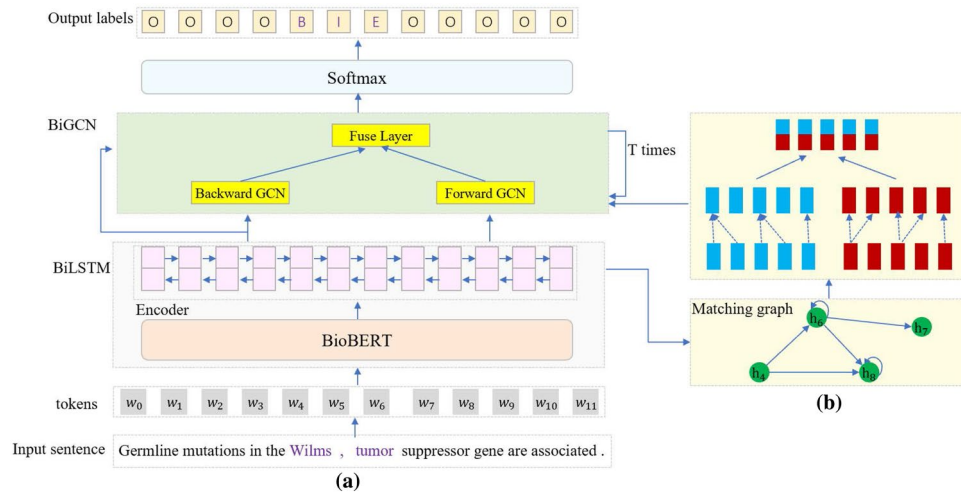 Output labels O O O O B I E O O O O O
Softmax
BiGCN
Fuse Layer
T times
Backward GCN Forward GCN
BiLSTM
Encoder
BioBERT
Matching graph
h₆
h₇
h₄ h₈
tokens w₀ w₁ w₂ w₃ w₄ w₅ w₆ w₇ w₈ w₉ w₁₀ w₁₁
(b)
Input sentence Germline mutations in the Wilms , tumor suppressor gene are associated .
(a)